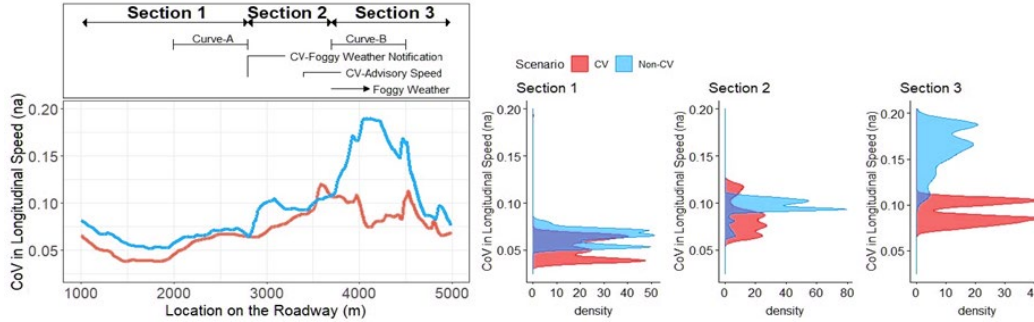 Section 1 Section 2 Section 3
Curve-A Curve-B
CV-Foggy Weather Notification
CV-Advisory Speed
Foggy Weather
CoV in Longitudinal Speed (na)
0.20
0.15
0.10
0.05
1000 2000 3000 4000 5000
Location on the Roadway (m)
Scenario CV Non-CV
Section 1
CoV in Longitudinal Speed (na)
0.20
0.15
0.10
0.05
0 10 20 30 40 50
density
Section 2
CoV in Longitudinal Speed (na)
0.20
0.15
0.10
0.05
0 20 40 60 80
density
Section 3
CoV in Longitudinal Speed (na)
0.20
0.15
0.10
0.05
0 10 20 30
density